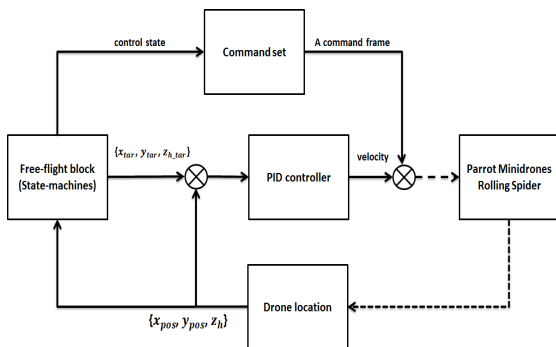 control state
Command set
A command frame
{x_tar, y_tar, z_h_tar}
Free-flight block
(State-machines)
PID controller
velocity
Parrot Minidrones
Rolling Spider
Drone location
{x_pos, y_pos, z_h}